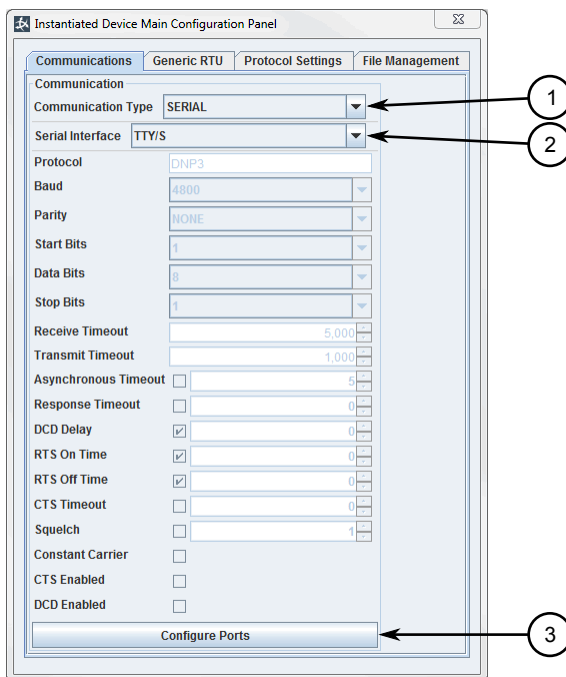 Instantiated Device Main Configuration Panel
Communications Generic RTU Protocol Settings File Management
Communication
Communication Type SERIAL 1
Serial Interface TTY/S 2
Protocol DNP3
Baud 4800
Parity NONE
Start Bits 1
Data Bits 8
Stop Bits 1
Receive Timeout 5,000
Transmit Timeout 1,000
Asynchronous Timeout 5
Response Timeout 0
DCD Delay 0
RTS On Time 0
RTS Off Time 0
CTS Timeout 0
Squelch 1
Constant Carrier
CTS Enabled
DCD Enabled
Configure Ports 3